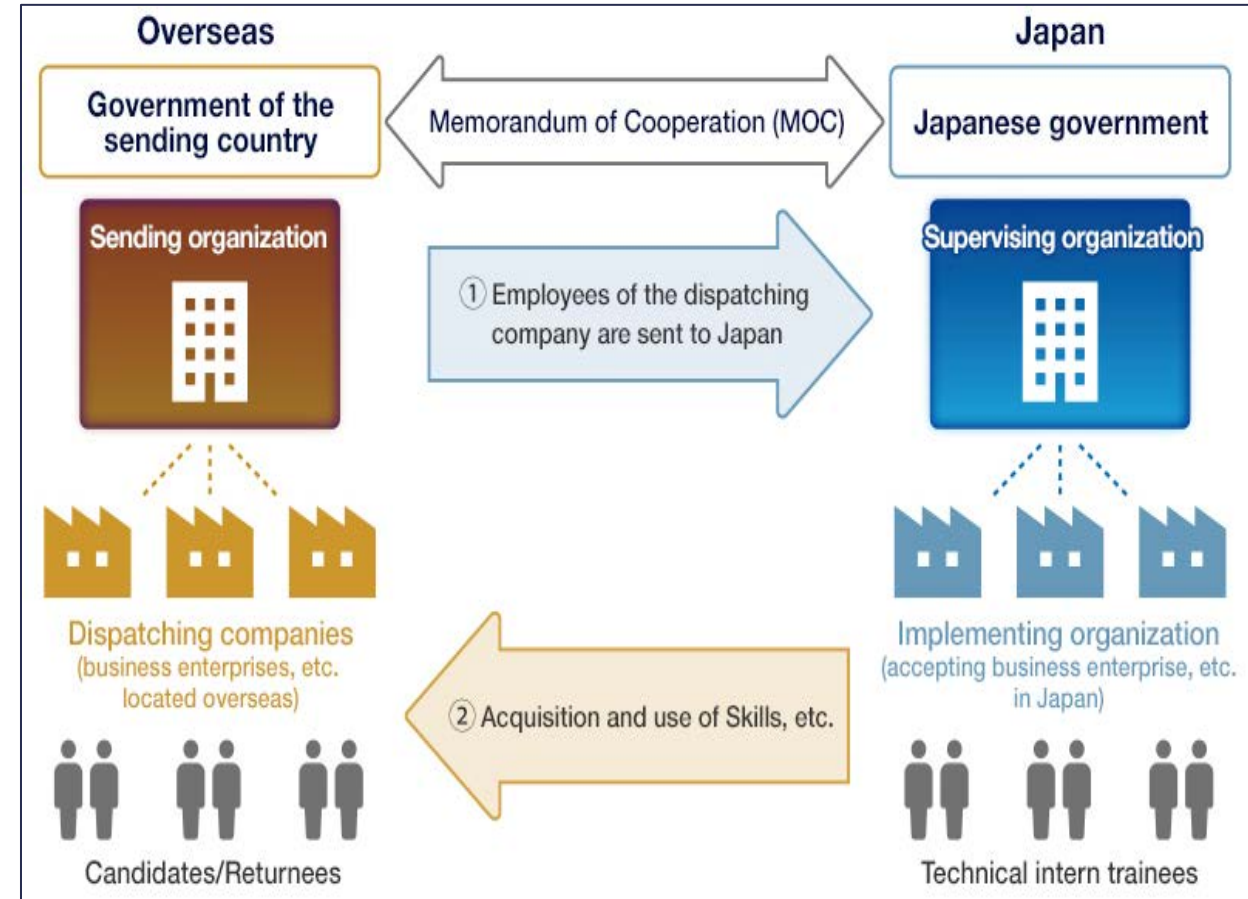 Overseas
Japan
Government of the
sending country
Memorandum of Cooperation (MOC)
Japanese government
Sending organization
Supervising organization
① Employees of the dispatching
company are sent to Japan
Dispatching companies
(business enterprises, etc.
located overseas)
Implementing organization
(accepting business enterprise, etc.
in Japan)
② Acquisition and use of Skills, etc.
Candidates/Returnees
Technical intern trainees